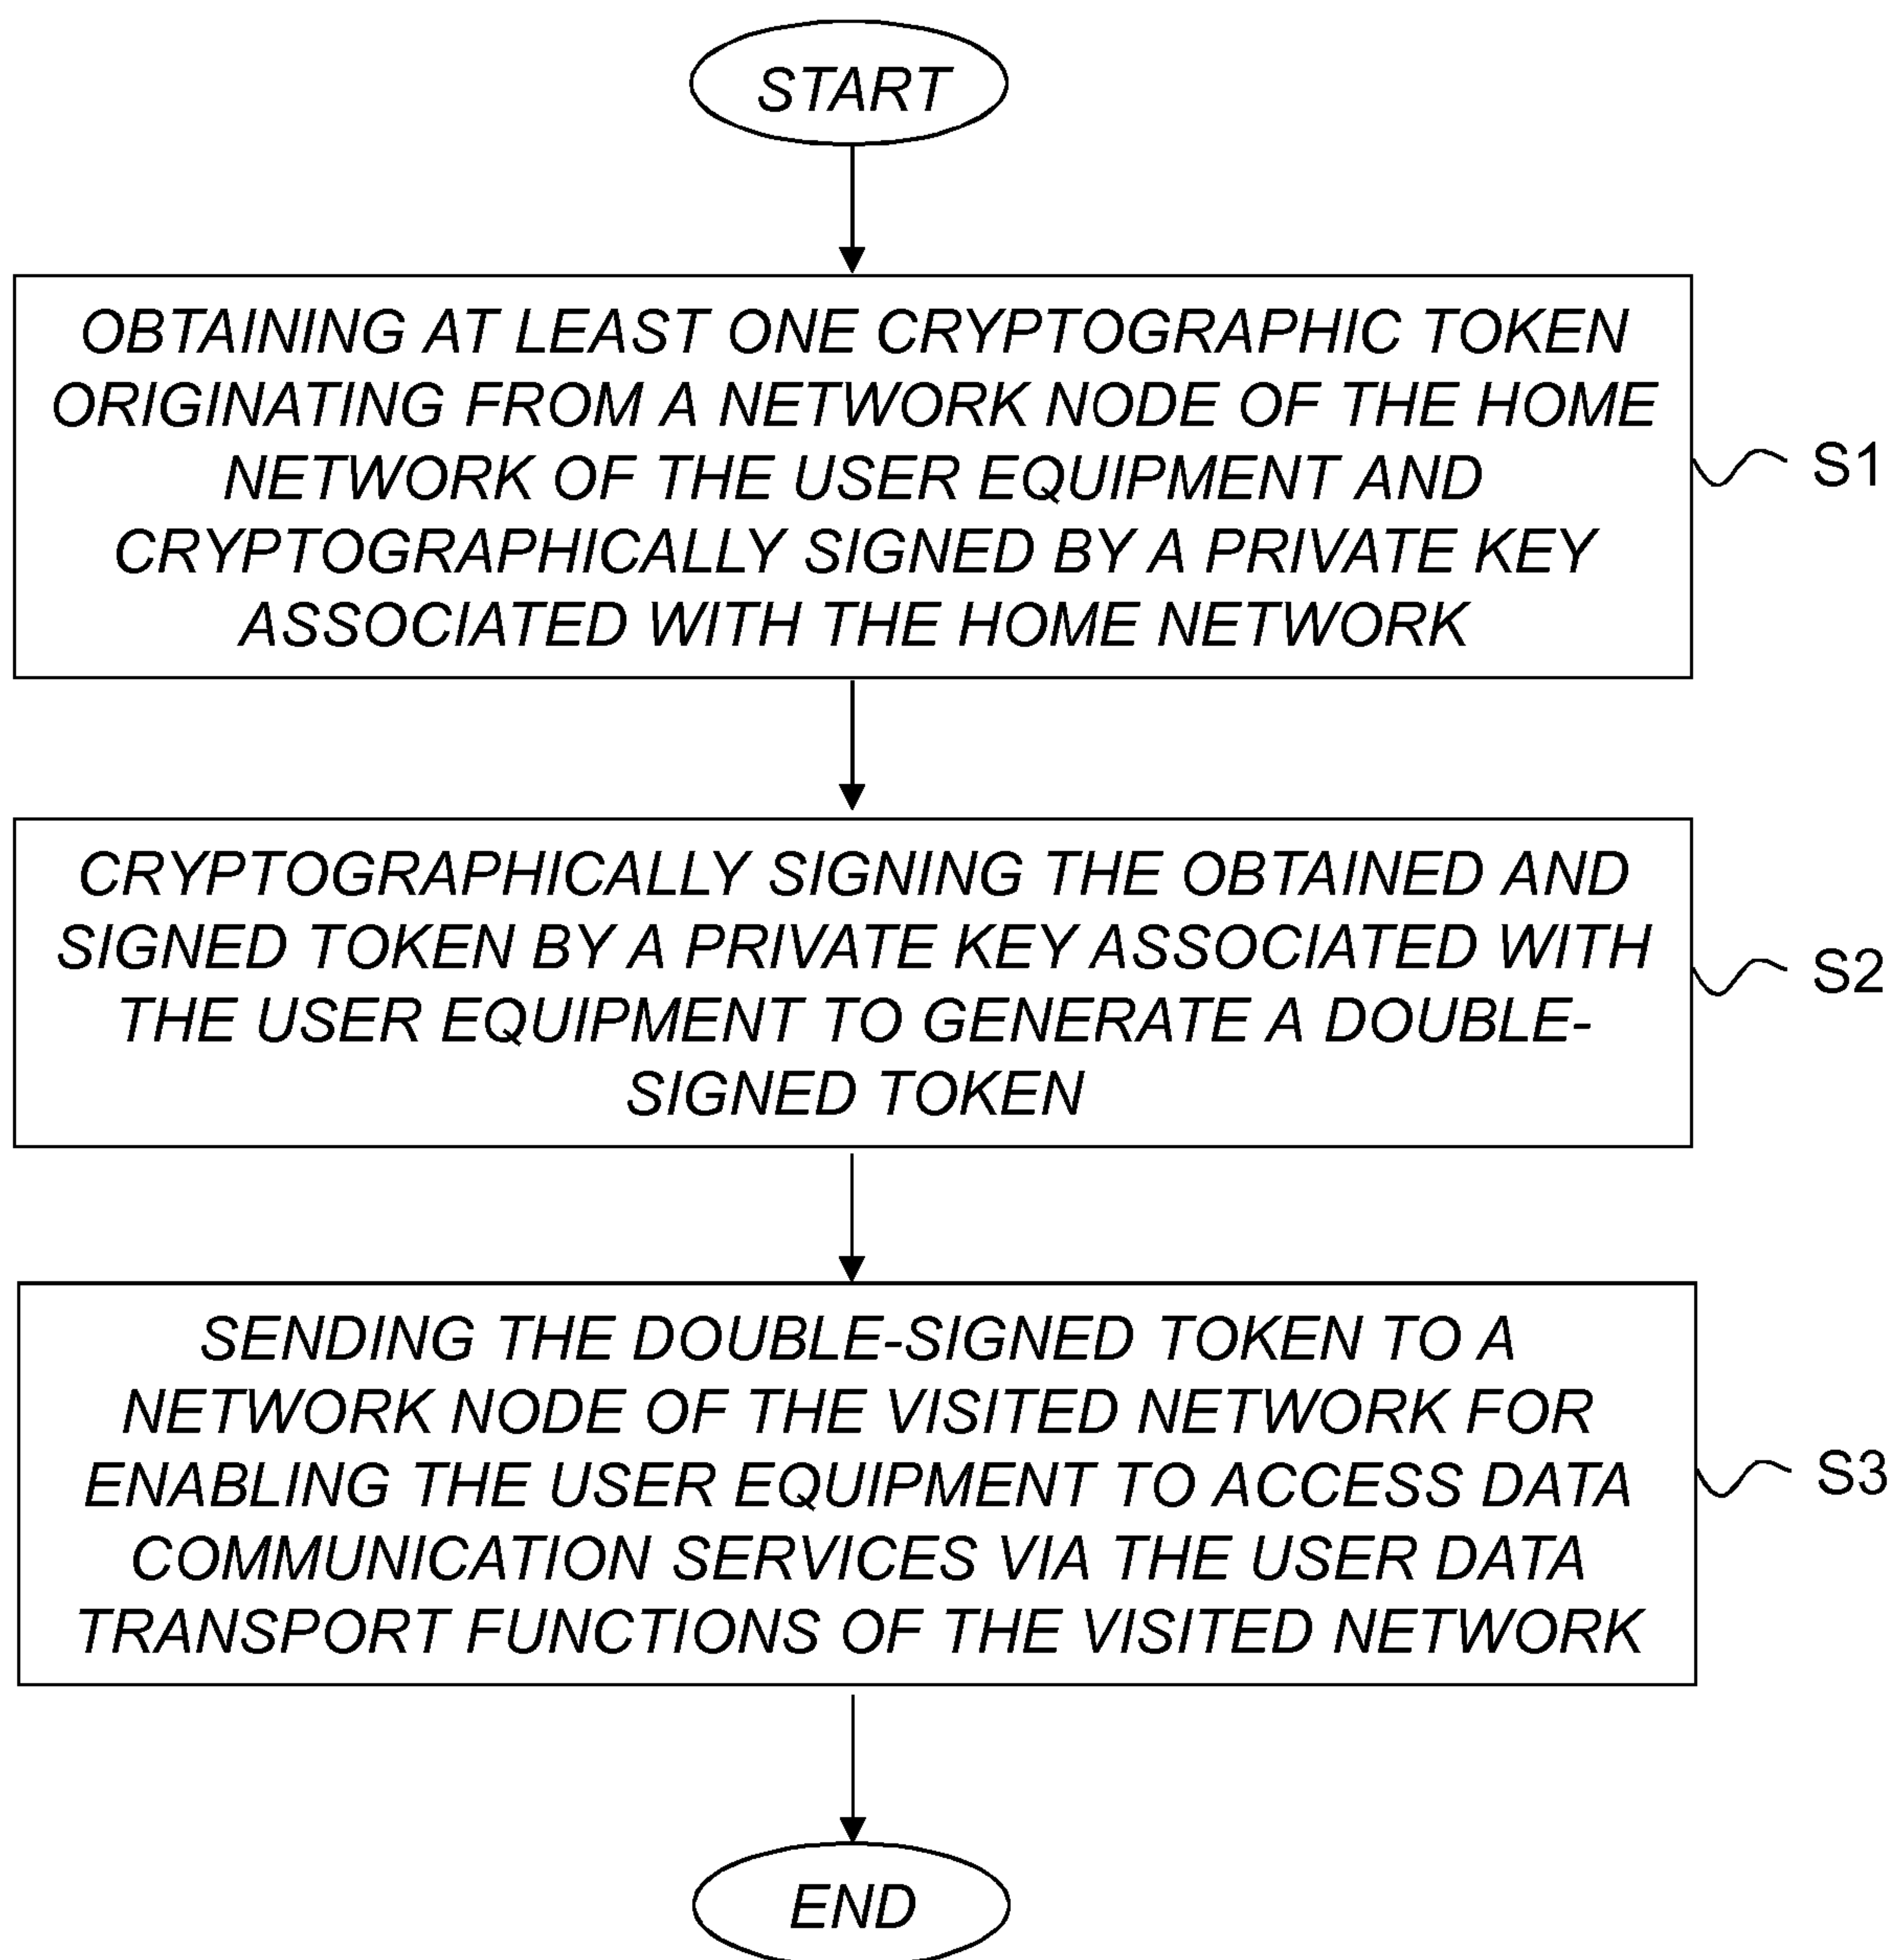 START
OBTAINING AT LEAST ONE CRYPTOGRAPHIC TOKEN
ORIGINATING FROM A NETWORK NODE OF THE HOME
NETWORK OF THE USER EQUIPMENT AND
CRYPTOGRAPHICALLY SIGNED BY A PRIVATE KEY
ASSOCIATED WITH THE HOME NETWORK
S1
CRYPTOGRAPHICALLY SIGNING THE OBTAINED AND
SIGNED TOKEN BY A PRIVATE KEY ASSOCIATED WITH
THE USER EQUIPMENT TO GENERATE A DOUBLE-
SIGNED TOKEN
S2
SENDING THE DOUBLE-SIGNED TOKEN TO A
NETWORK NODE OF THE VISITED NETWORK FOR
ENABLING THE USER EQUIPMENT TO ACCESS DATA
COMMUNICATION SERVICES VIA THE USER DATA
TRANSPORT FUNCTIONS OF THE VISITED NETWORK
S3
END